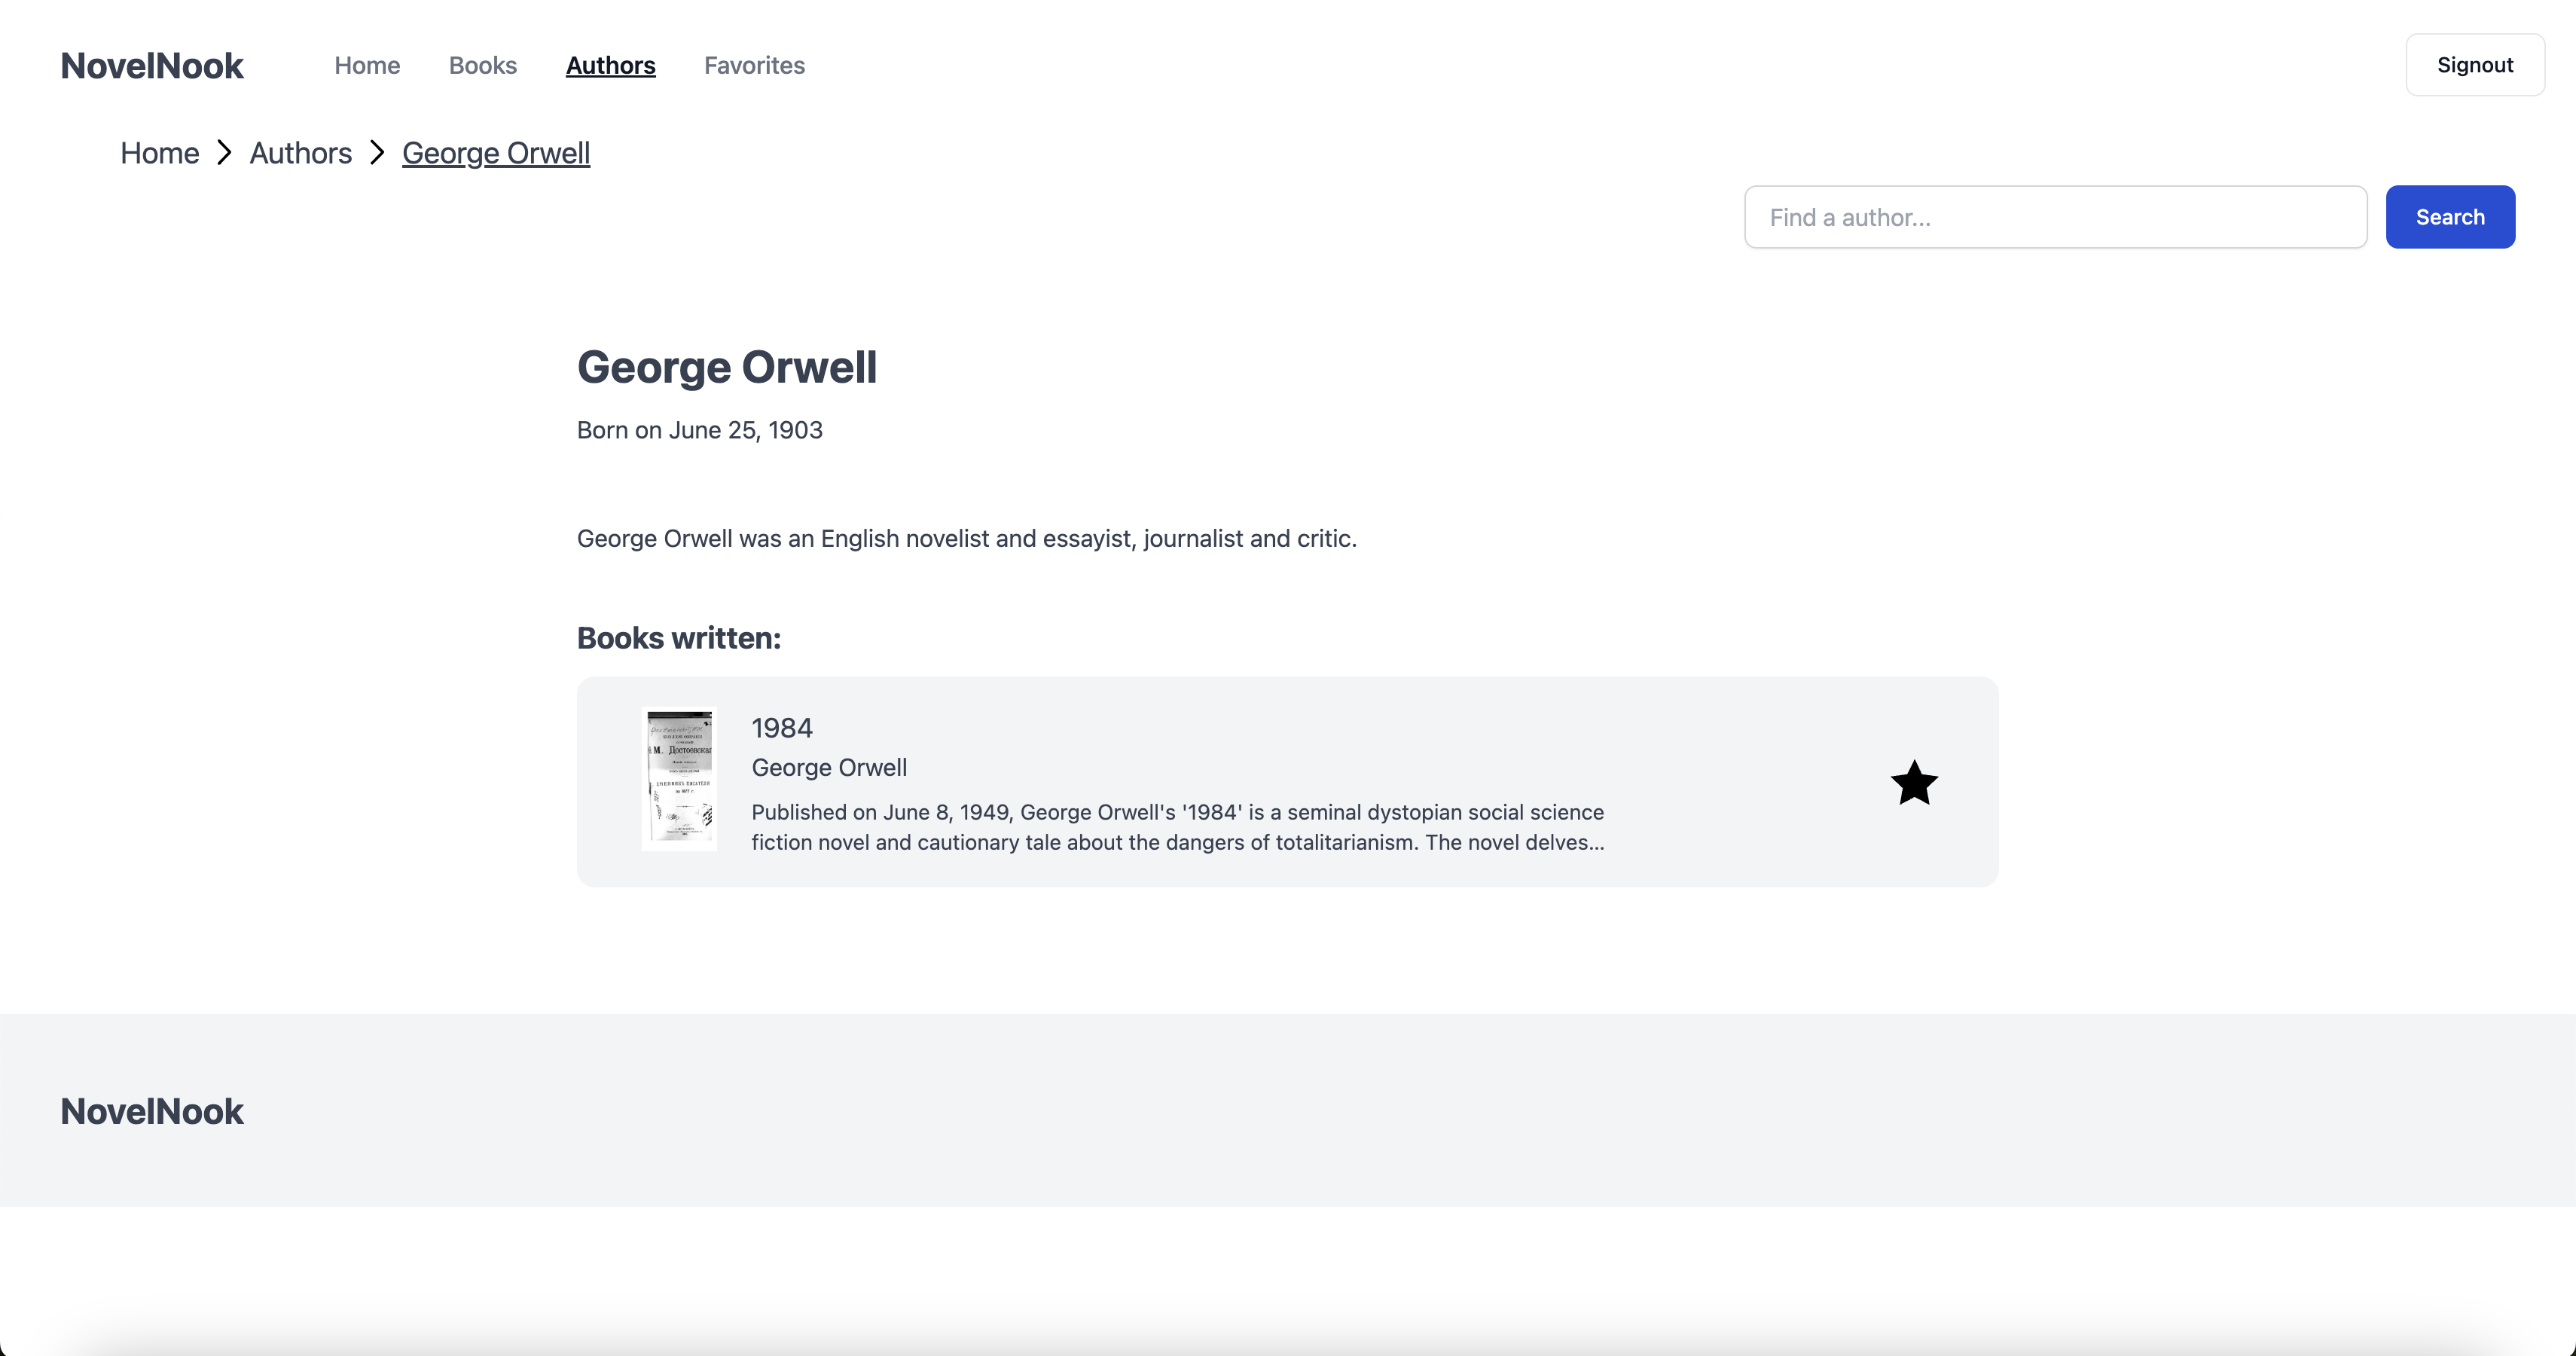 NovelNook Home Books Authors Favorites Signout
Home Authors George Orwell
Find a author... Search
George Orwell
Born on June 25, 1903
George Orwell was an English novelist and essayist, journalist and critic.
Books written:
М. Достоевска
1984
George Orwell
Published on June 8, 1949, George Orwell's '1984' is a seminal dystopian social science
fiction novel and cautionary tale about the dangers of totalitarianism. The novel delves...
NovelNook